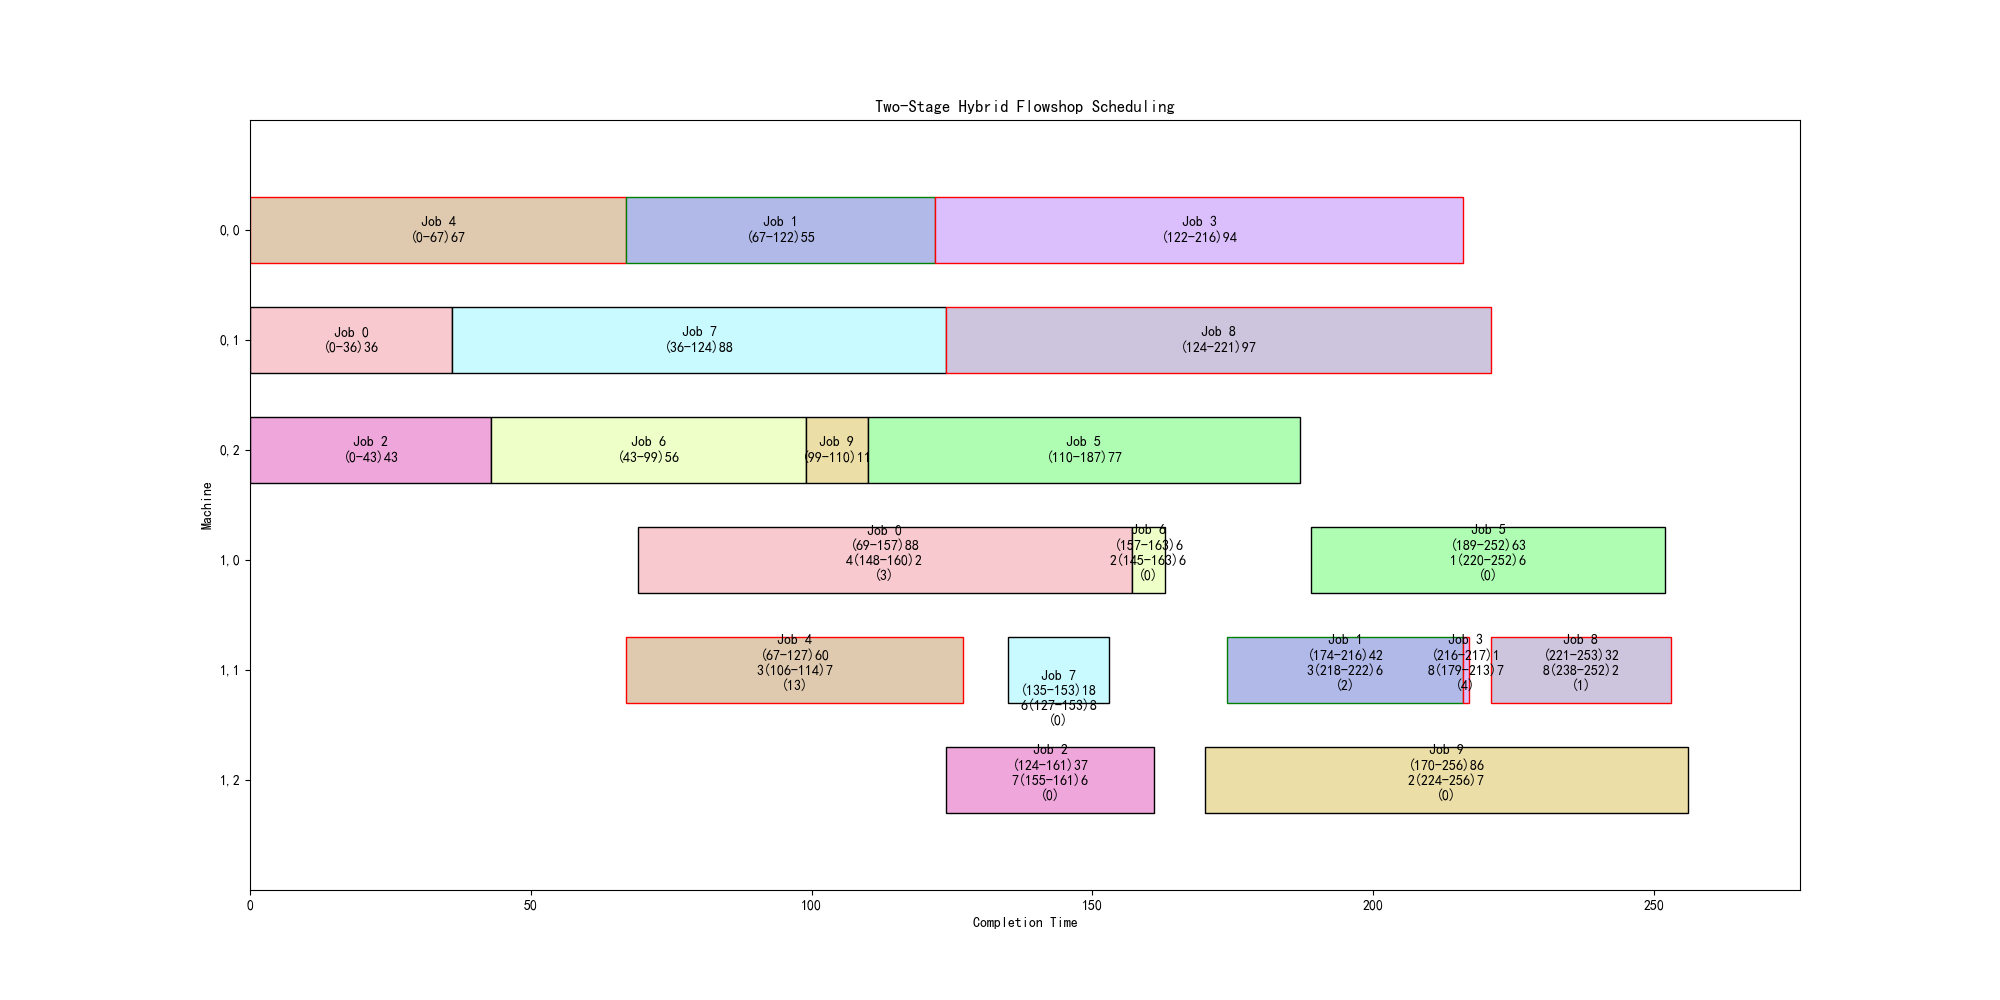 Two-Stage Hybrid Flowshop Scheduling
Machine
0,0
Job 4
(0-67)67
Job 1
(67-122)55
Job 3
(122-216)94
0,1
Job 0
(0-36)36
Job 7
(36-124)88
Job 8
(124-221)97
0,2
Job 2
(0-43)43
Job 6
(43-99)56
Job 9
(99-110)11
Job 5
(110-187)77
1,0
Job 0
(69-157)88
4(148-160)2
(3)
Job 6
(157-163)6
2(145-163)6
(0)
Job 5
(189-252)63
1(220-252)6
(0)
1,1
Job 4
(67-127)60
3(106-114)7
(13)
Job 7
(135-153)18
6(127-153)8
(0)
Job 1
(174-216)42
3(218-222)6
(2)
Job 3
(216-217)1
8(179-213)7
(4)
Job 8
(221-253)32
8(238-252)2
(1)
1,2
Job 2
(124-161)37
7(155-161)6
(0)
Job 9
(170-256)86
2(224-256)7
(0)
0
50
100
150
200
250
Completion Time